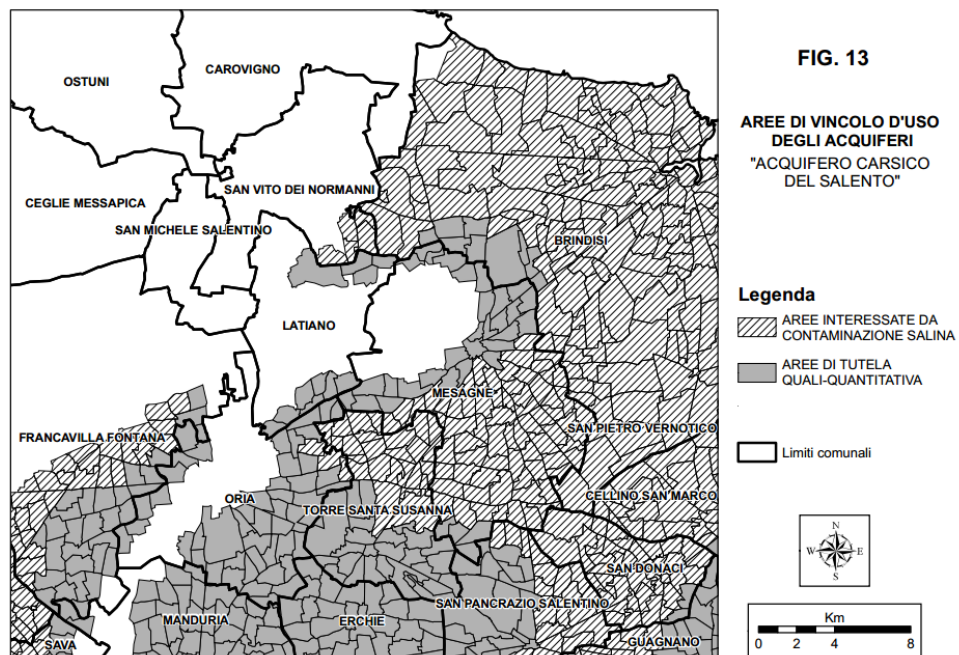 OSTUNI
CAROVIGNO
CEGLIE MESSAPICA
SAN VITO DEI NORMANNI
SAN MICHELE SALENTINO
BRINDISI
LATIANO
MESAGNE
FRANCAVILLA FONTANA
SAN PIETRO VERNOTICO
ORIA
TORRE SANTA SUSANNA
CELLINO SAN MARCO
SAN DONACI
SAN PANCRAZIO SALENTINO
MANDURIA
ERCHIE
SAVA
GUAGNANO
FIG. 13
AREE DI VINCOLO D'USO
DEGLI ACQUIFERI
"ACQUIFERO CARSICO
DEL SALENTO"
Legenda
AREE INTERESSATE DA
CONTAMINAZIONE SALINA
AREE DI TUTELA
QUALI-QUANTITATIVA
Limiti comunali
N
W E
S
Km
0 2 4 8